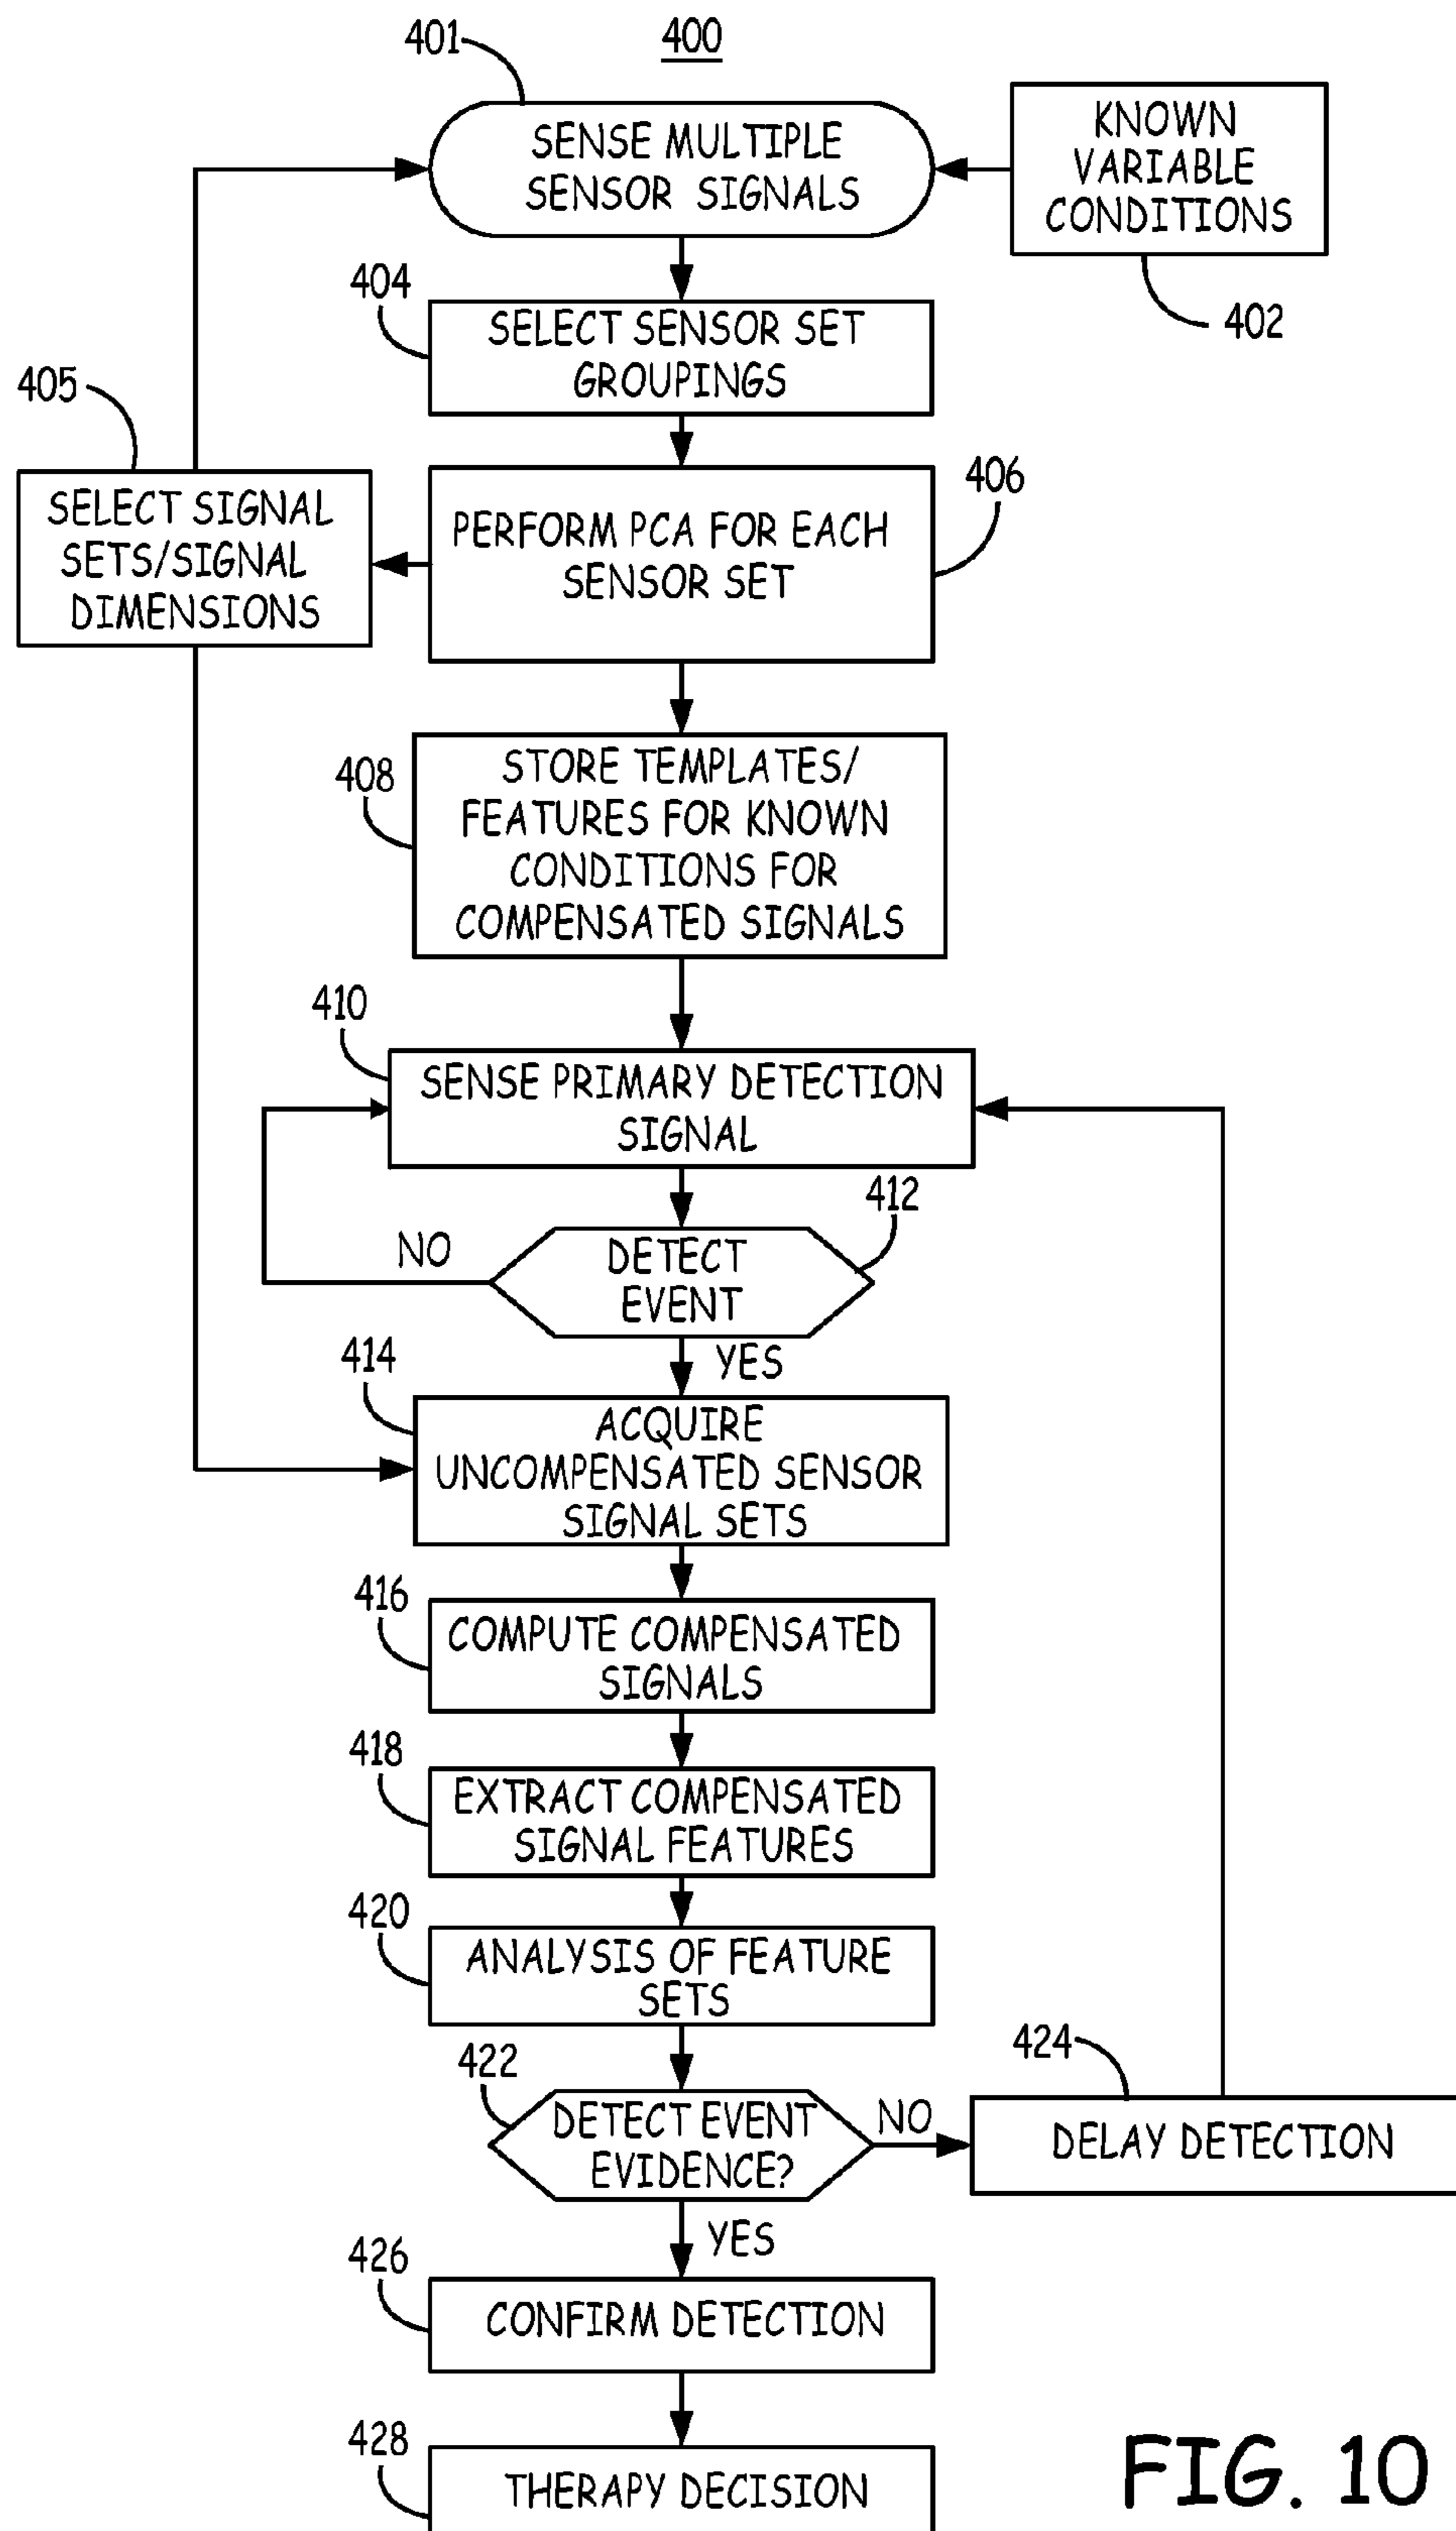 400
401
SENSE MULTIPLE
SENSOR SIGNALS
KNOWN
VARIABLE
CONDITIONS
402
404
SELECT SENSOR SET
GROUPINGS
405
SELECT SIGNAL
SETS/SIGNAL
DIMENSIONS
406
PERFORM PCA FOR EACH
SENSOR SET
408
STORE TEMPLATES/
FEATURES FOR KNOWN
CONDITIONS FOR
COMPENSATED SIGNALS
410
SENSE PRIMARY DETECTION
SIGNAL
412
DETECT
EVENT
NO
YES
414
ACQUIRE
UNCOMPENSATED SENSOR
SIGNAL SETS
416
COMPUTE COMPENSATED
SIGNALS
418
EXTRACT COMPENSATED
SIGNAL FEATURES
420
ANALYSIS OF FEATURE
SETS
422
DETECT EVENT
EVIDENCE?
NO
424
DELAY DETECTION
YES
426
CONFIRM DETECTION
428
THERAPY DECISION
FIG. 10